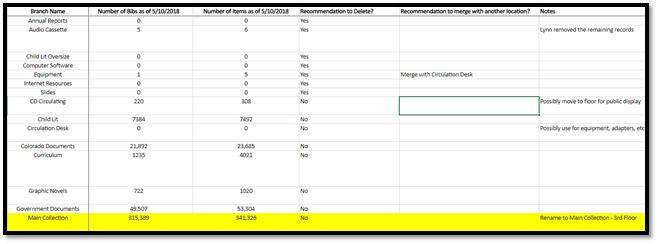 Branch Name Number of Bibs as of 5/10/2018 Number of Items as of 5/10/2018 Recommendation to Delete? Recommendation to merge with another location? Notes
Annual Reports 0 0 Yes
Audio Cassette 5 6 Yes Lynn removed the remaining records
Child Lit Oversize 0 0 Yes
Computer Software 0 0 Yes
Equipment 1 5 Yes Merge with Circulation Desk
Internet Resources 0 0 Yes
Slides 0 0 Yes
CD Circulating 220 308 No Possibly move to floor for public display
Child Lit 7384 7492 No
Circulation Desk 0 0 No Possibly use for equipment, adapters, etc
Colorado Documents 21,892 23,685 No
Curriculum 1235 4021 No
Graphic Novels 722 1020 No
Government Documents 49,507 53,304 No
Main Collection 315,389 341,326 No Rename to Main Collection - 3rd Floor